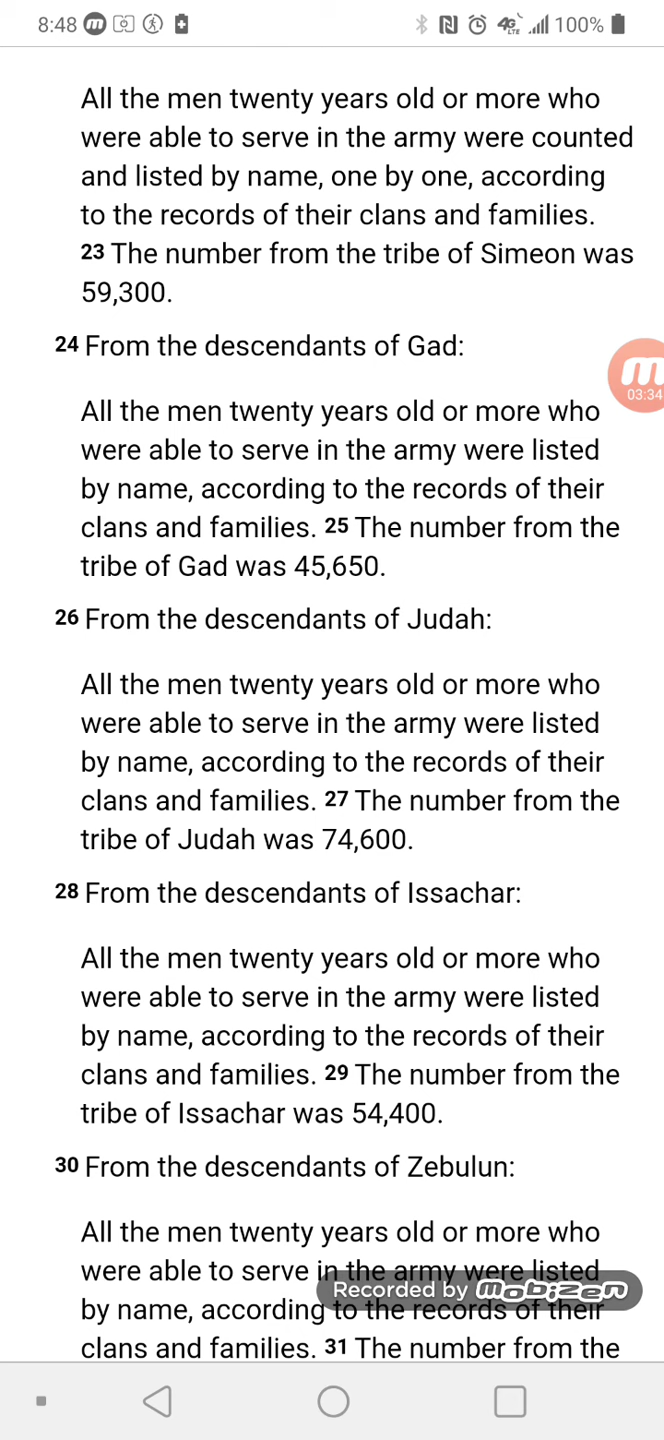 8:48 m 4G LTE 100%
All the men twenty years old or more who
were able to serve in the army were counted
and listed by name, one by one, according
to the records of their clans and families.
23 The number from the tribe of Simeon was
59,300.
24 From the descendants of Gad:
m
03:34
All the men twenty years old or more who
were able to serve in the army were listed
by name, according to the records of their
clans and families. 25 The number from the
tribe of Gad was 45,650.
26 From the descendants of Judah:
All the men twenty years old or more who
were able to serve in the army were listed
by name, according to the records of their
clans and families. 27 The number from the
tribe of Judah was 74,600.
28 From the descendants of Issachar:
All the men twenty years old or more who
were able to serve in the army were listed
by name, according to the records of their
clans and families. 29 The number from the
tribe of Issachar was 54,400.
30 From the descendants of Zebulun:
All the men twenty years old or more who
were able to serve in the army were listed
Recorded by mobizen
by name, according to the records of their
clans and families. 31 The number from the